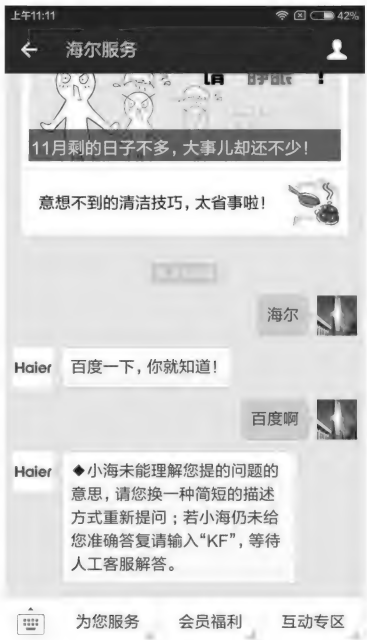 上午11:11
42%
海尔服务
11月剩的日子不多，大事儿却还不少！
意想不到的清洁技巧，太省事啦！
海尔
Haier
百度一下，你就知道！
百度啊
Haier
◆小海未能理解您提的问题的
意思，请您换一种简短的描述
方式重新提问；若小海仍未给
您准确答复请输入“KF”，等待
人工客服解答。
为您服务
会员福利
互动专区